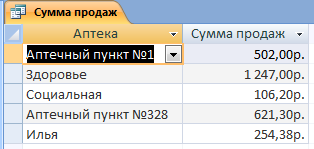 Сумма продаж
Аптека Сумма продаж
Аптечный пункт №1 502,00р.
Здоровье 1 247,00р.
Социальная 106,20р.
Аптечный пункт №328 621,30р.
Илья 254,38р.